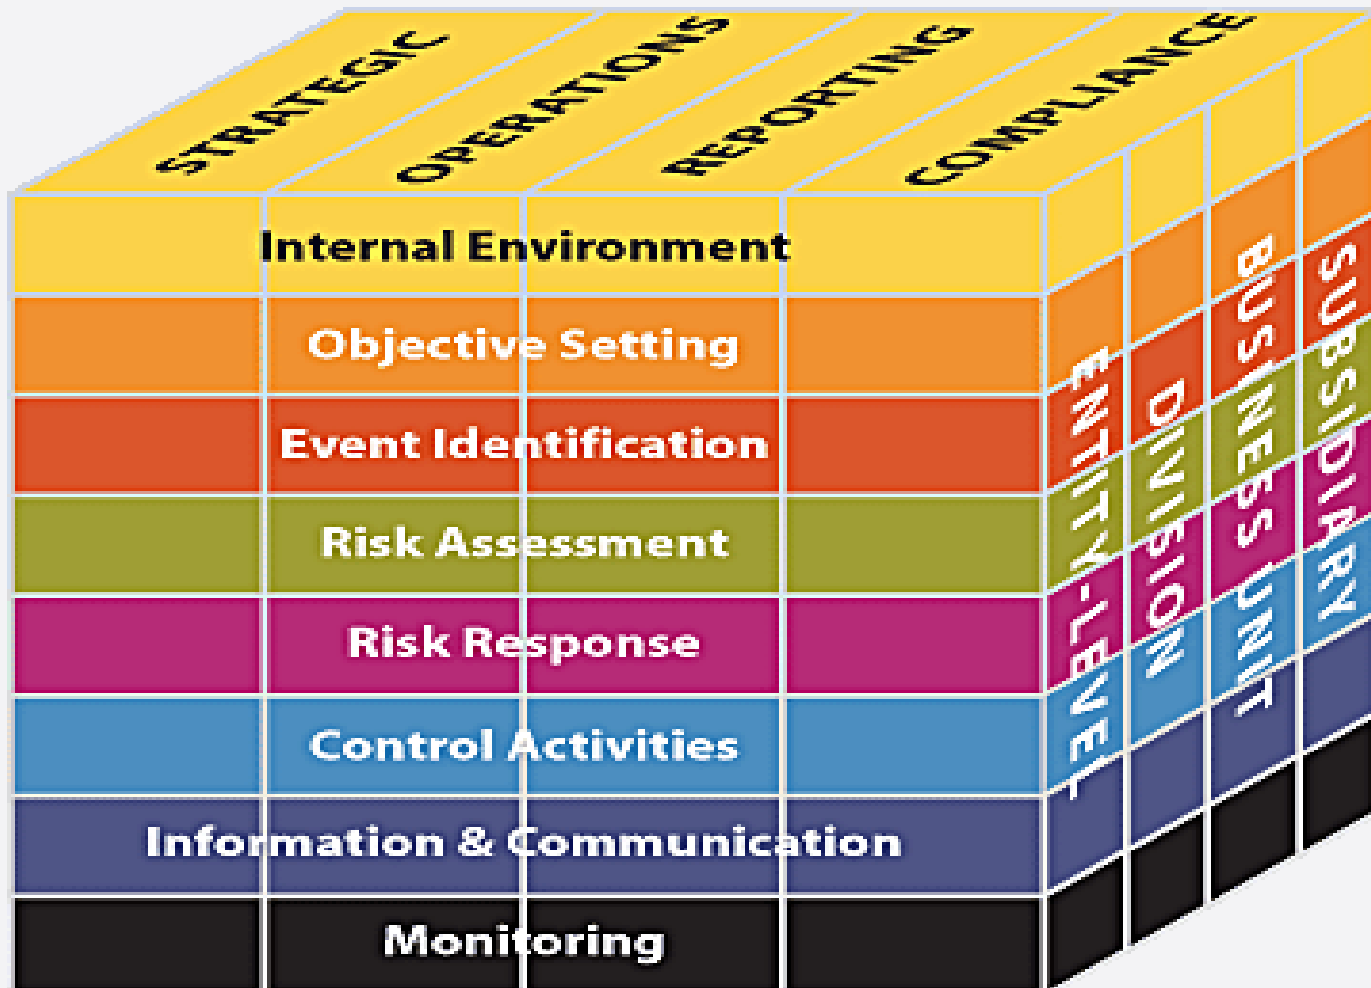 STRATEGIC
OPERATIONS
REPORTING
COMPLIANCE
Internal Environment
Objective Setting
Event Identification
Risk Assessment
Risk Response
Control Activities
Information & Communication
Monitoring
ENTITY-LEVEL
DIVISION
BUSINESS UNIT
SUBSIDIARY